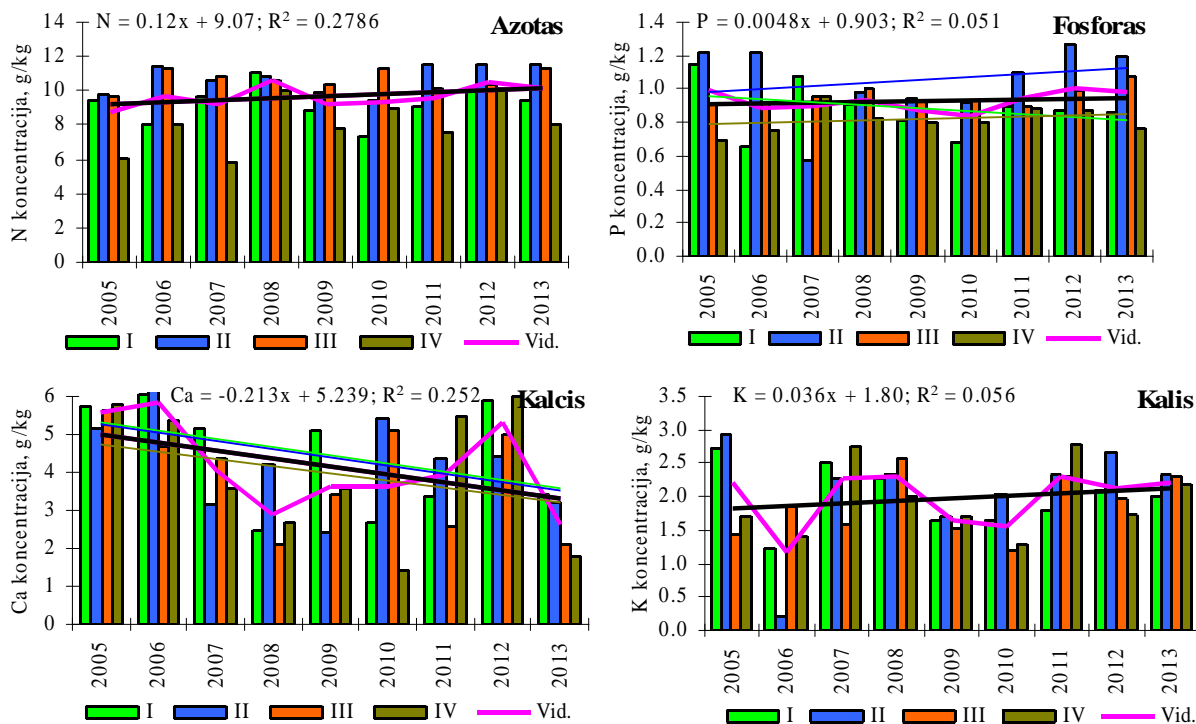 N = 0.12x + 9.07; R² = 0.2786
Azotas
N koncentracija, g/kg
14
12
10
8
6
4
2
0
2005 2006 2007 2008 2009 2010 2011 2012 2013
I II III IV Vid.
P = 0.0048x + 0.903; R² = 0.051
Fosforas
P koncentracija, g/kg
1.4
1.2
1.0
0.8
0.6
0.4
0.2
0.0
2005 2006 2007 2008 2009 2010 2011 2012 2013
I II III IV Vid.
Ca = -0.213x + 5.239; R² = 0.252
Kalcis
Ca koncentracija, g/kg
6
5
4
3
2
1
0
2005 2006 2007 2008 2009 2010 2011 2012 2013
I II III IV Vid.
K = 0.036x + 1.80; R² = 0.056
Kalis
K koncentracija, g/kg
3.5
3.0
2.5
2.0
1.5
1.0
0.5
0.0
2005 2006 2007 2008 2009 2010 2011 2012 2013
I II III IV Vid.